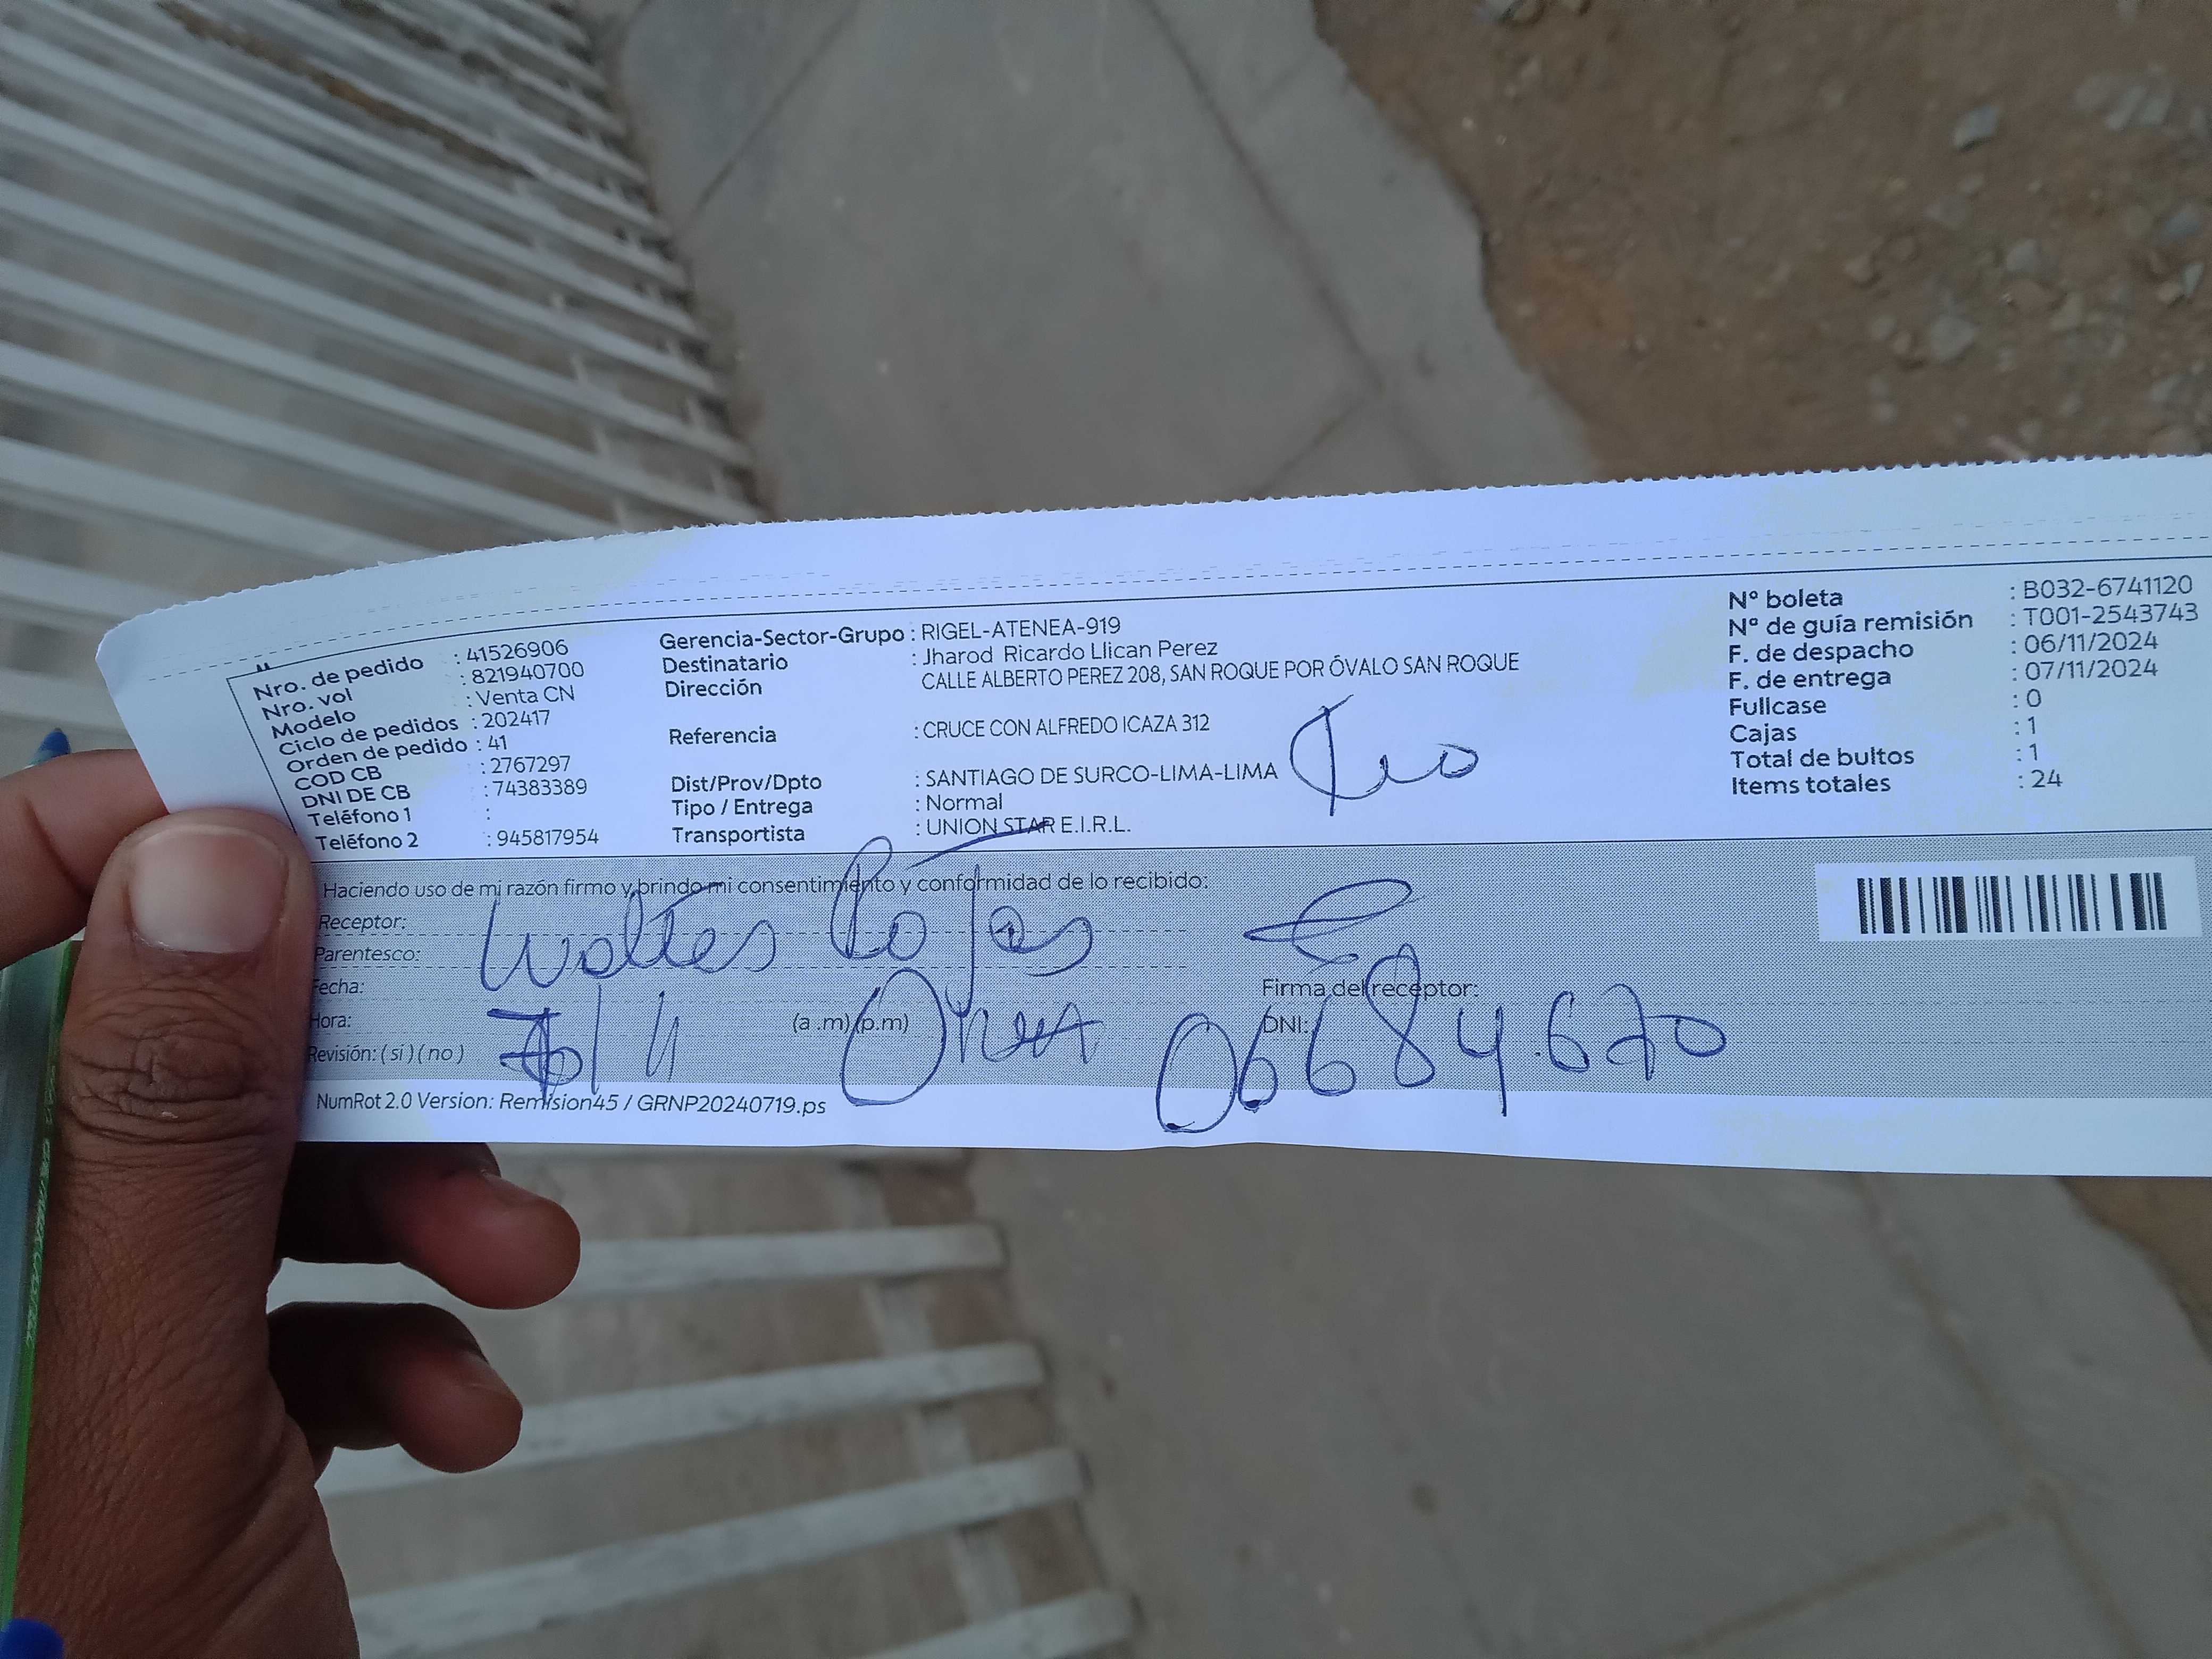 Nro. de pedido : 41526906
Nro. vol : 821940700
Modelo : Venta CN
Ciclo de pedidos : 202417
Orden de pedido : 41
COD CB : 2767297
DNI DE CB : 74383389
Teléfono 1 :
Teléfono 2 : 945817954
Gerencia-Sector-Grupo : RIGEL-ATENEA-919
Destinatario : Jharod Ricardo Llican Perez
Dirección CALLE ALBERTO PEREZ 208, SAN ROQUE POR ÓVALO SAN ROQUE
Referencia : CRUCE CON ALFREDO ICAZA 312
Dist/Prov/Dpto : SANTIAGO DE SURCO-LIMA-LIMA
Tipo / Entrega : Normal
Transportista : UNION STAR E.I.R.L.
Nº boleta : B032-6741120
Nº de guía remisión : T001-2543743
F. de despacho : 06/11/2024
F. de entrega : 07/11/2024
Fullcase : 0
Cajas : 1
Total de bultos : 1
Items totales : 24
Haciendo uso de mi razón firmo y brindo mi consentimiento y conformidad de lo recibido:
Receptor: Walter Rojas
Parentesco:
Fecha:
Firma del receptor:
Hora: (a .m) (p.m)
DNI: 06684620
Revisión: ( si ) ( no )
NumRot 2.0 Version: Remision45 / GRNP20240719.ps